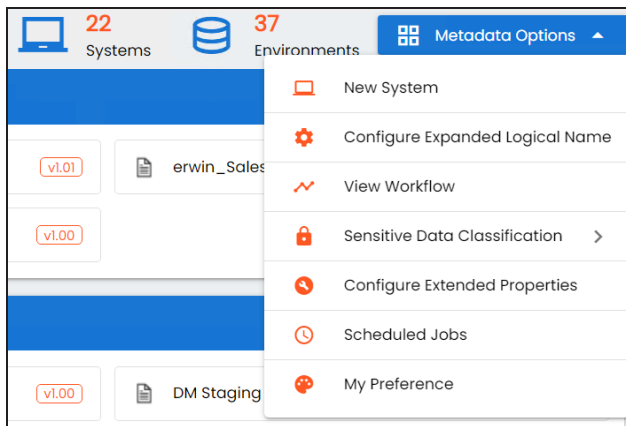 22
Systems
37
Environments
Metadata Options
New System
Configure Expanded Logical Name
v1.01
erwin_Sales
View Workflow
v1.00
Sensitive Data Classification
Configure Extended Properties
Scheduled Jobs
v1.00
DM Staging
My Preference